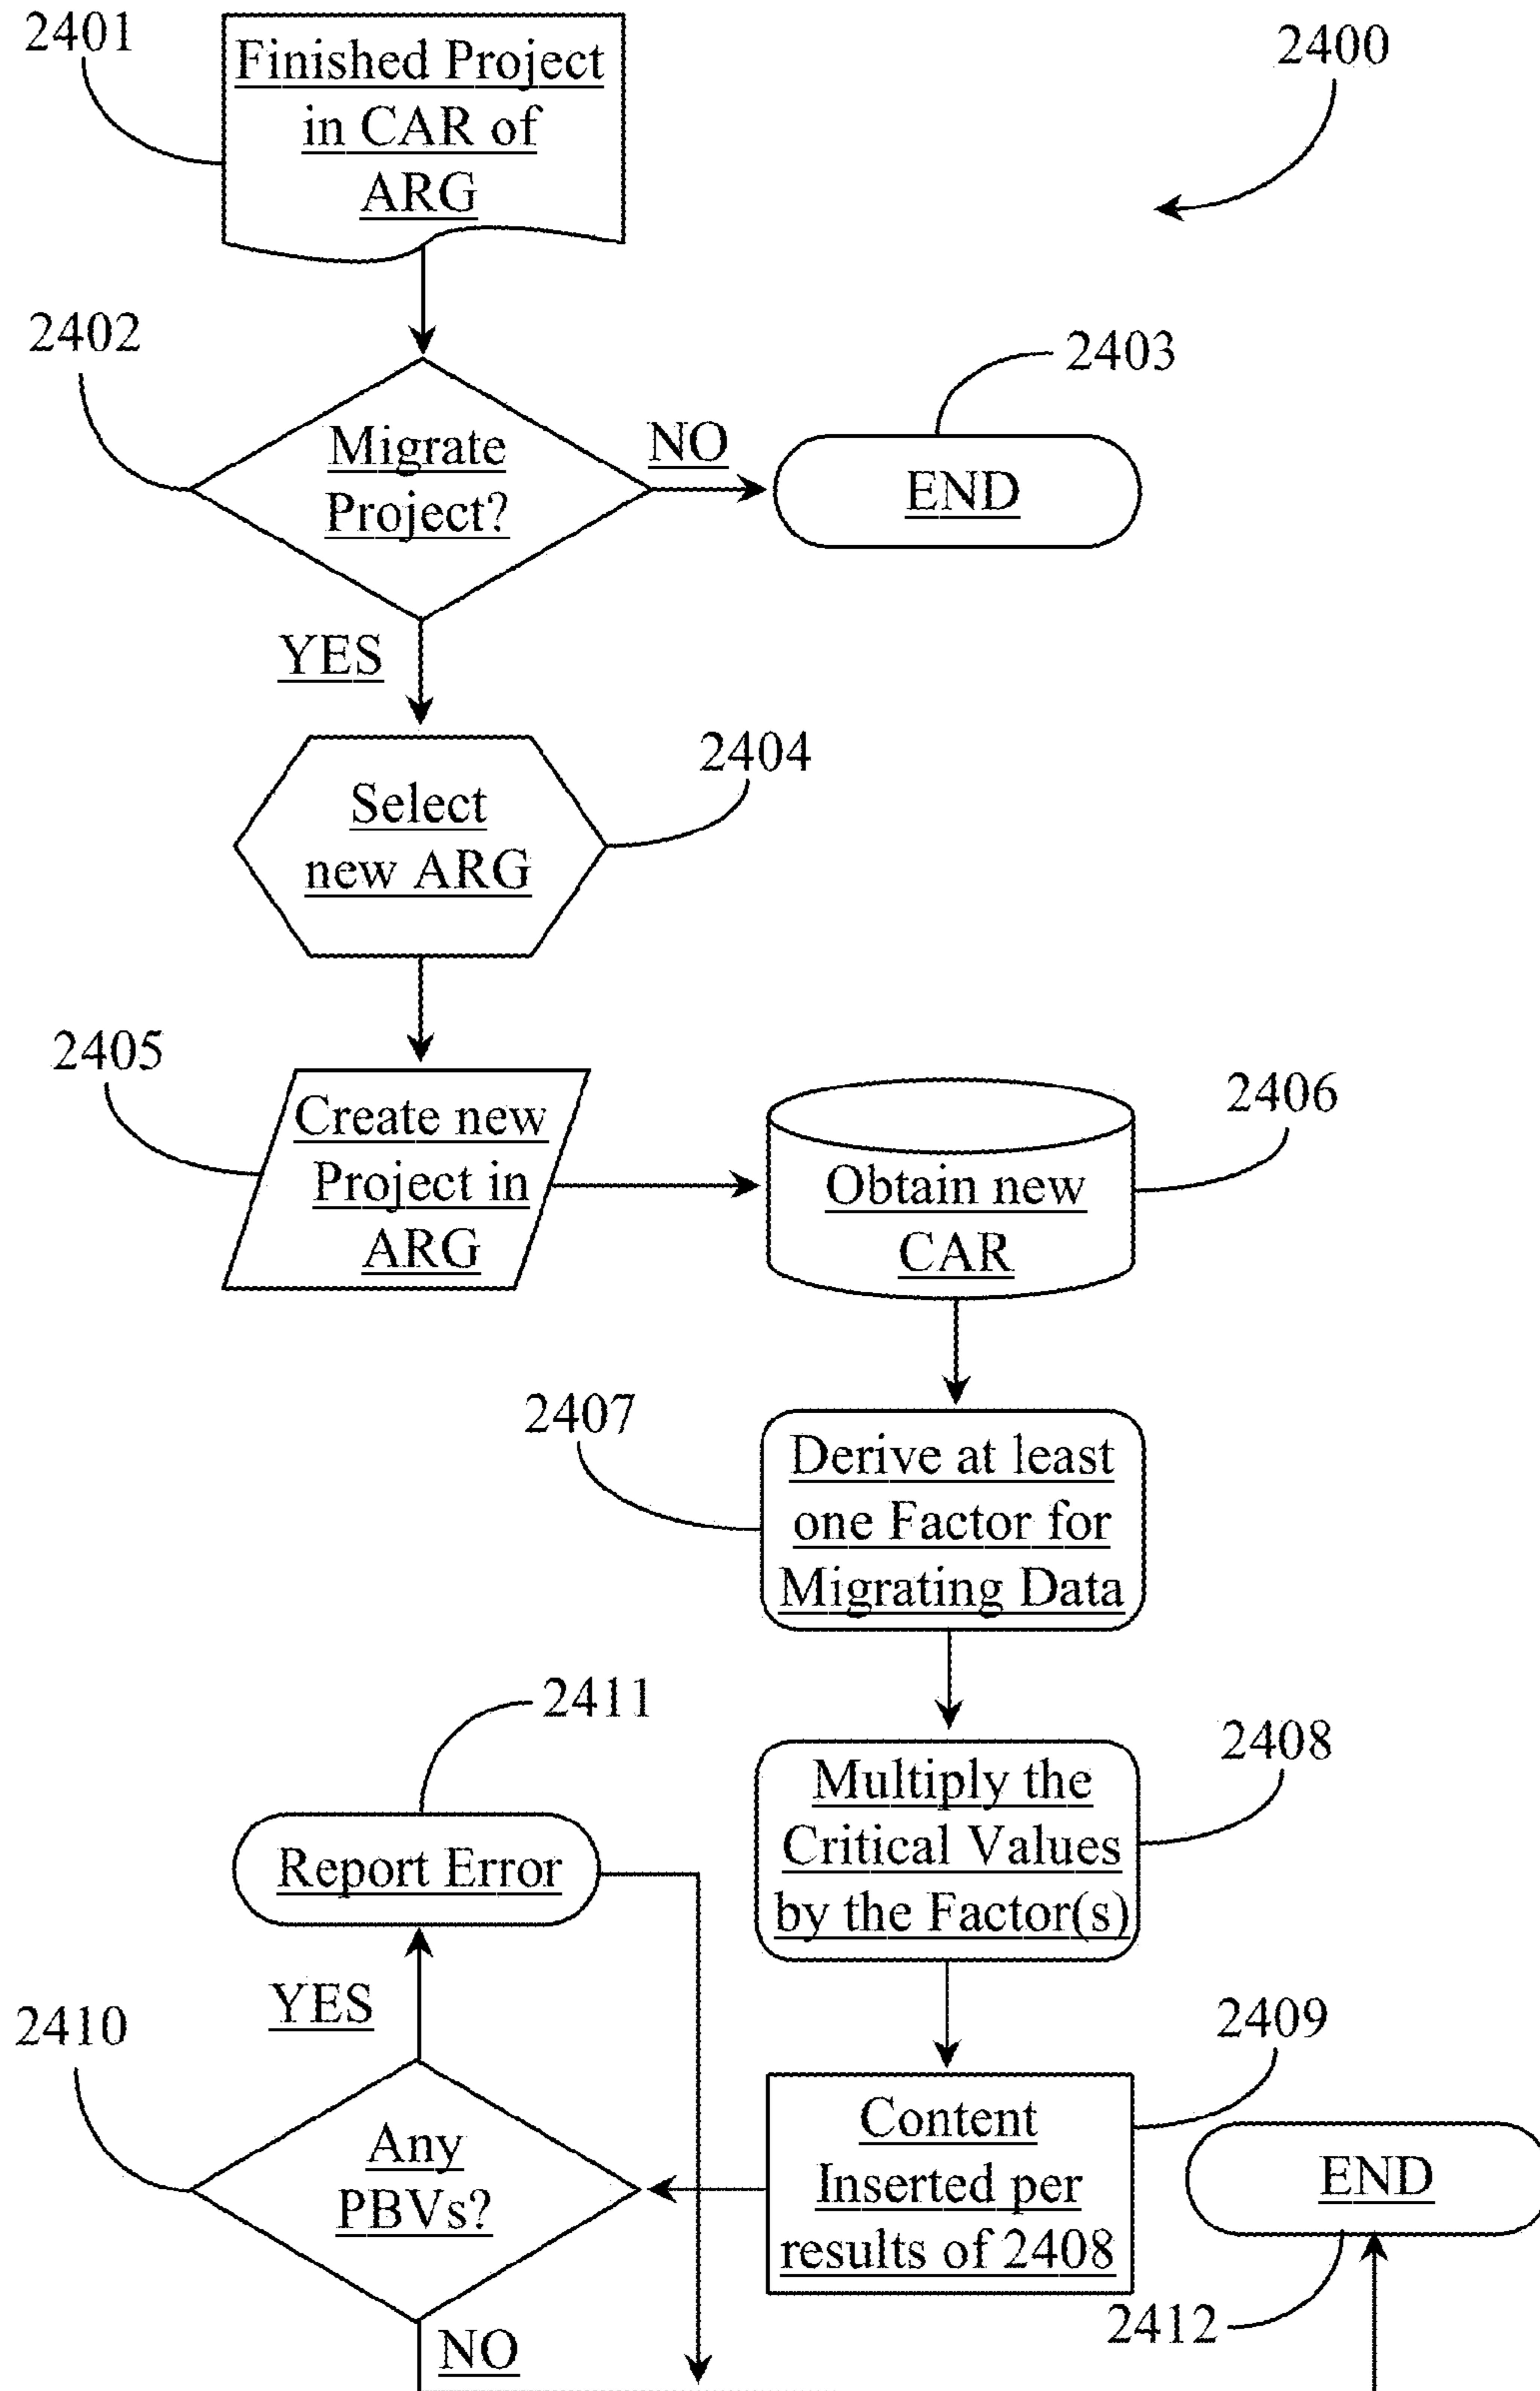 2401
Finished Project
in CAR of
ARG
2400
2402
Migrate
Project?
NO
2403
END
YES
2404
Select
new ARG
2405
Create new
Project in
ARG
2406
Obtain new
CAR
2407
Derive at least
one Factor for
Migrating Data
2408
Multiply the
Critical Values
by the Factor(s)
2411
Report Error
YES
2410
Any
PBVs?
2409
Content
Inserted per
results of 2408
END
2412
NO